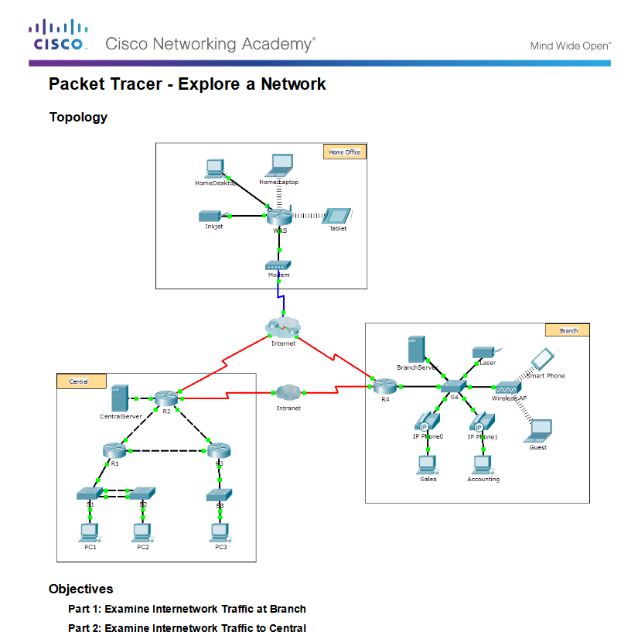 CISCO. Cisco Networking Academy® Mind Wide Open™
Packet Tracer - Explore a Network
Topology
Home Office
HomeDesktop
HomeLaptop
Inkjet
WRS
Tablet
Modem
Internet
Branch
BranchServer
Laser
Smart Phone
Central
CentralServer
R2
Intranet
R4
S4
Wireless AP
IP
IP
IP Phone0
IP Phone1
Guest
R1
R3
Sales
Accounting
S1
S2
S3
PC1
PC2
PC3
Objectives
Part 1: Examine Internetwork Traffic at Branch
Part 2: Examine Internetwork Traffic to Central